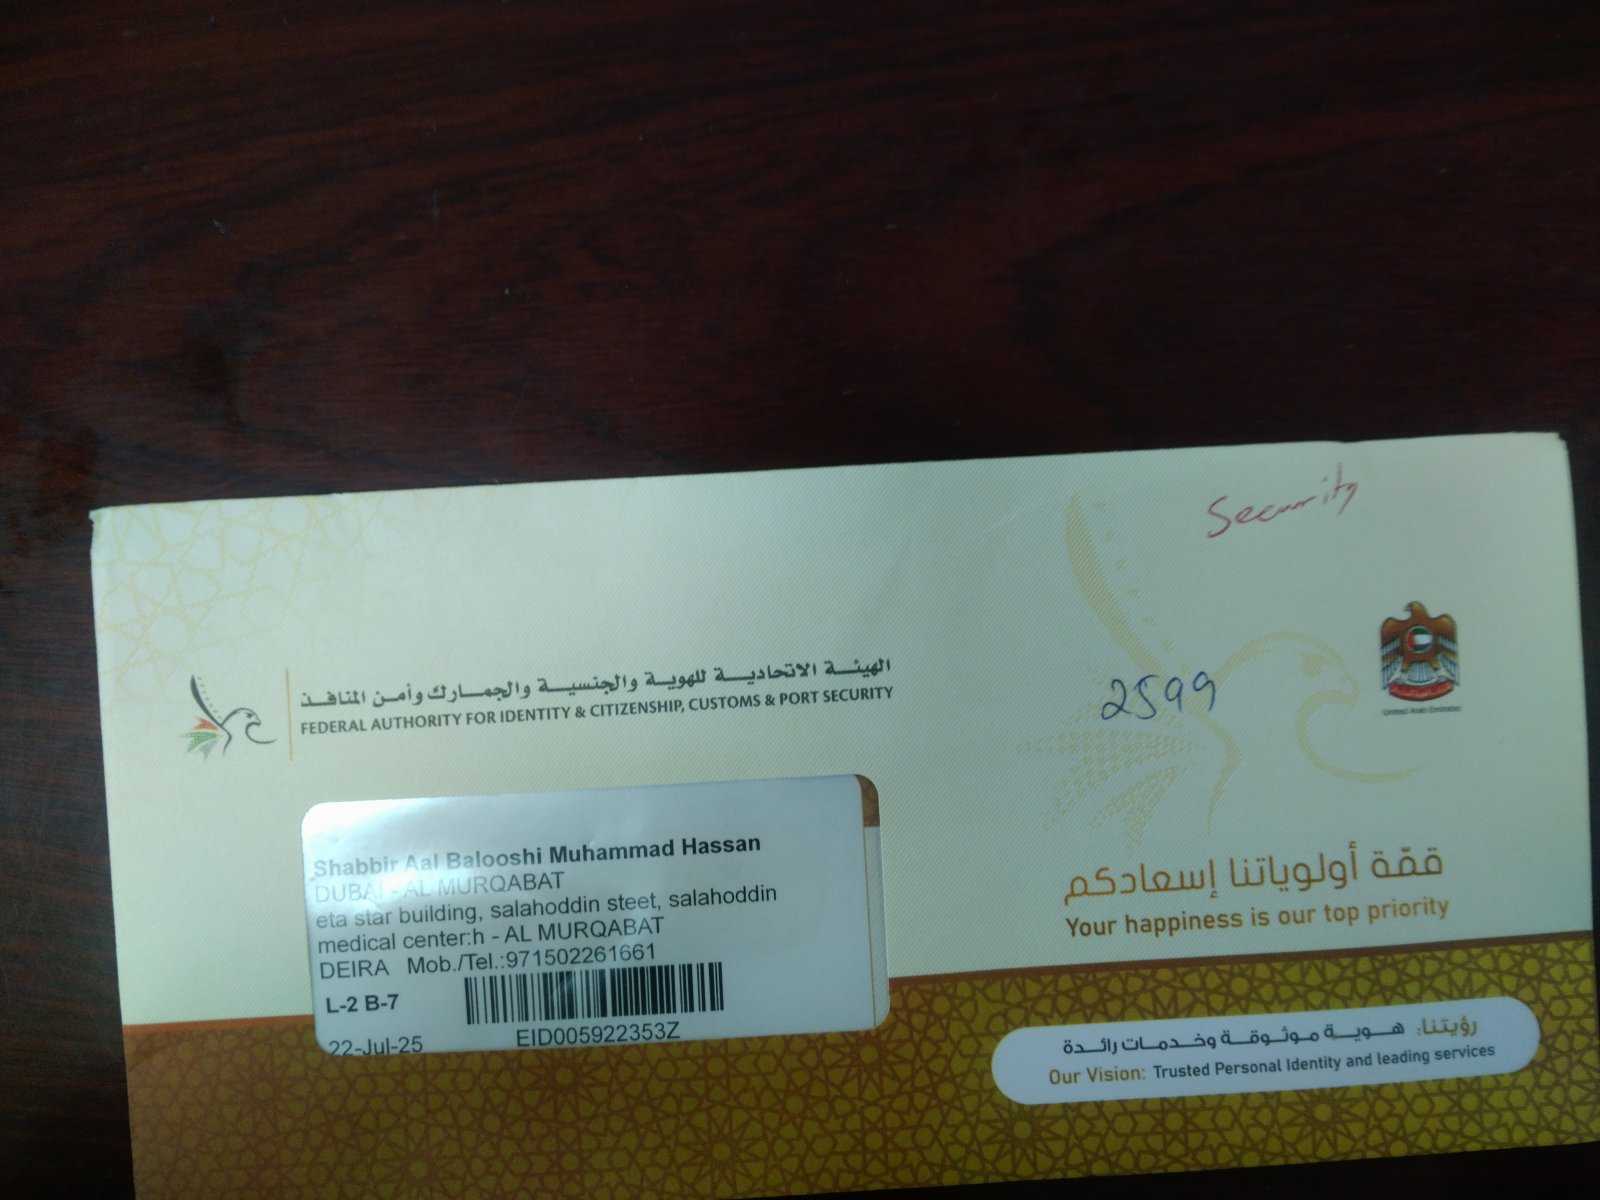 Security
الهيئة الاتحادية للهوية والجنسية والجمارك وأمن المنافذ
FEDERAL AUTHORITY FOR IDENTITY & CITIZENSHIP, CUSTOMS & PORT SECURITY
2599
United Arab Emirates
Shabbir Aal Balooshi Muhammad Hassan
DUBAI - AL MURQABAT
eta star building, salahoddin steet, salahoddin
medical center:h - AL MURQABAT
DEIRA Mob./Tel.:971502261661
L-2 B-7
22-Jul-25 EID005922353Z
قمّة أولوياتنا إسعادكم
Your happiness is our top priority
رؤيتنا: هوية موثوقة وخدمات رائدة
Our Vision: Trusted Personal Identity and leading services